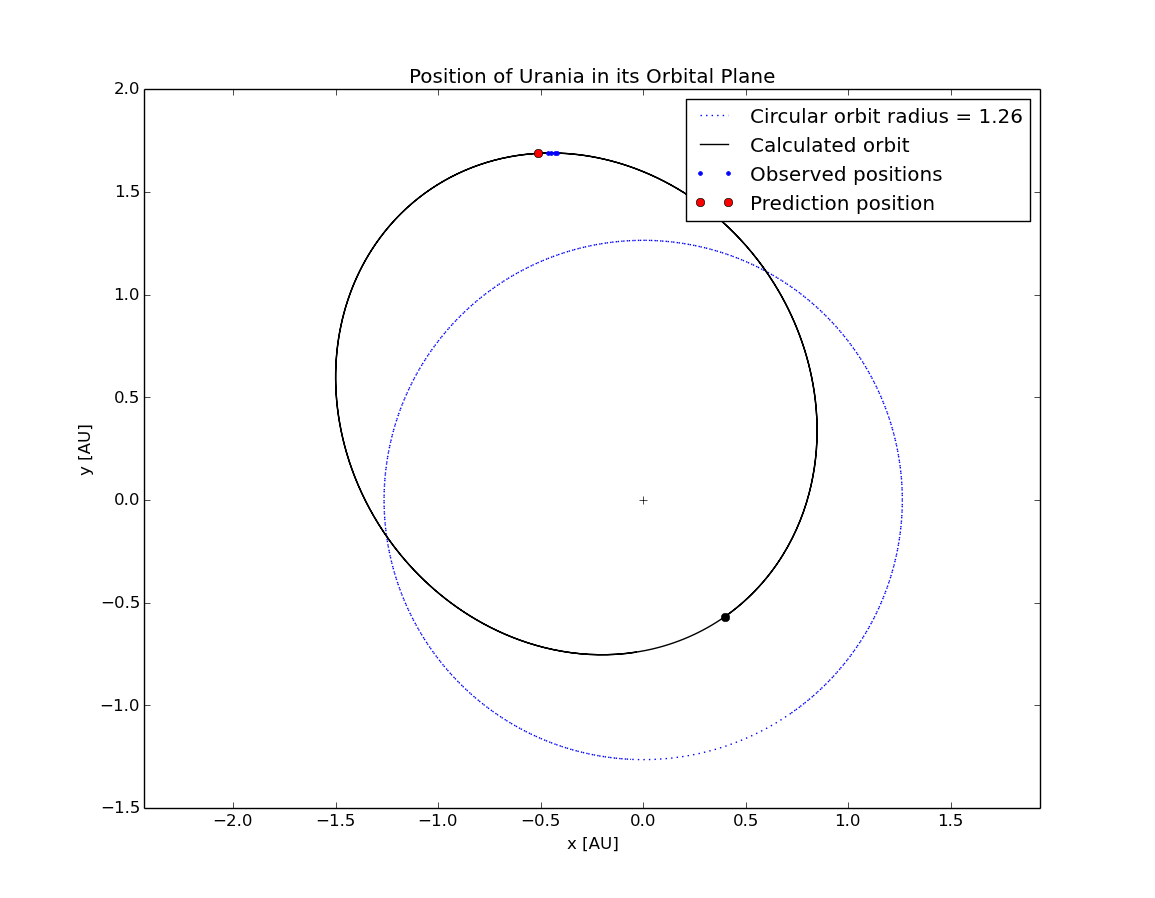 Position of Urania in its Orbital Plane
Circular orbit radius = 1.26
Calculated orbit
Observed positions
Prediction position
y [AU]
2.0
1.5
1.0
0.5
0.0
−0.5
−1.0
−1.5
−2.0 −1.5 −1.0 −0.5 0.0 0.5 1.0 1.5
x [AU]